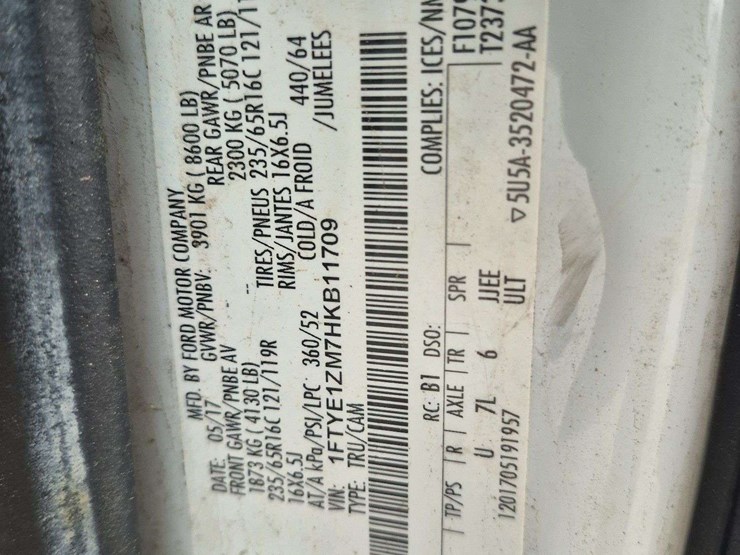 MFD. BY FORD MOTOR COMPANY
DATE: 05/17 GVWR/PNBV: 3901 KG ( 8600 LB)
FRONT GAWR/PNBE AV REAR GAWR/PNBE AR
1873 KG ( 4130 LB) 2300 KG ( 5070 LB)
235/65R16C 121/119R TIRES/PNEUS 235/65R16C 121/11
16X6.5J RIMS/JANTES 16X6.5J
AT/A kPa/PSI/LPC 360/52 COLD/A FROID 440/64
VIN: 1FTYE1ZM7HKB11709 /JUMELEES
TYPE: TRU/CAM
RC: B1 DSO: COMPLIES: ICES/NM
TP/PS R AXLE TR SPR F107
U 7L 6 JJEE T237
ULT
1201705191957 ▽5U5A-3520472-AA